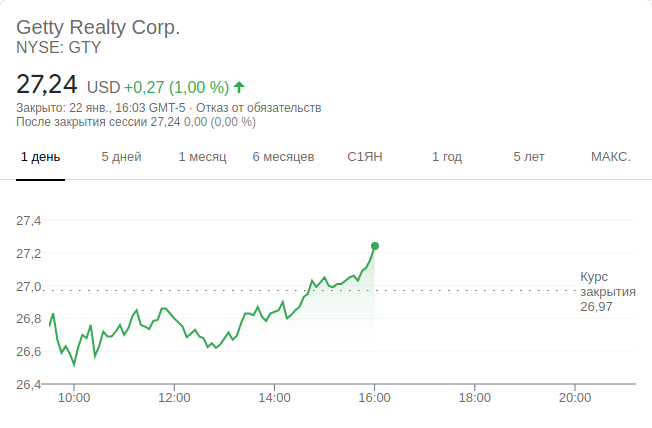 Getty Realty Corp.
NYSE: GTY
27,24 USD +0,27 (1,00 %)
Закрыто: 22 янв., 16:03 GMT-5 · Отказ от обязательств
После закрытия сессии 27,24 0,00 (0,00 %)
1 день 5 дней 1 месяц 6 месяцев С1ЯН 1 год 5 лет МАКС.
27,4
27,2
27,0
26,8
26,6
26,4
Курс
закрытия
26,97
10:00 12:00 14:00 16:00 18:00 20:00